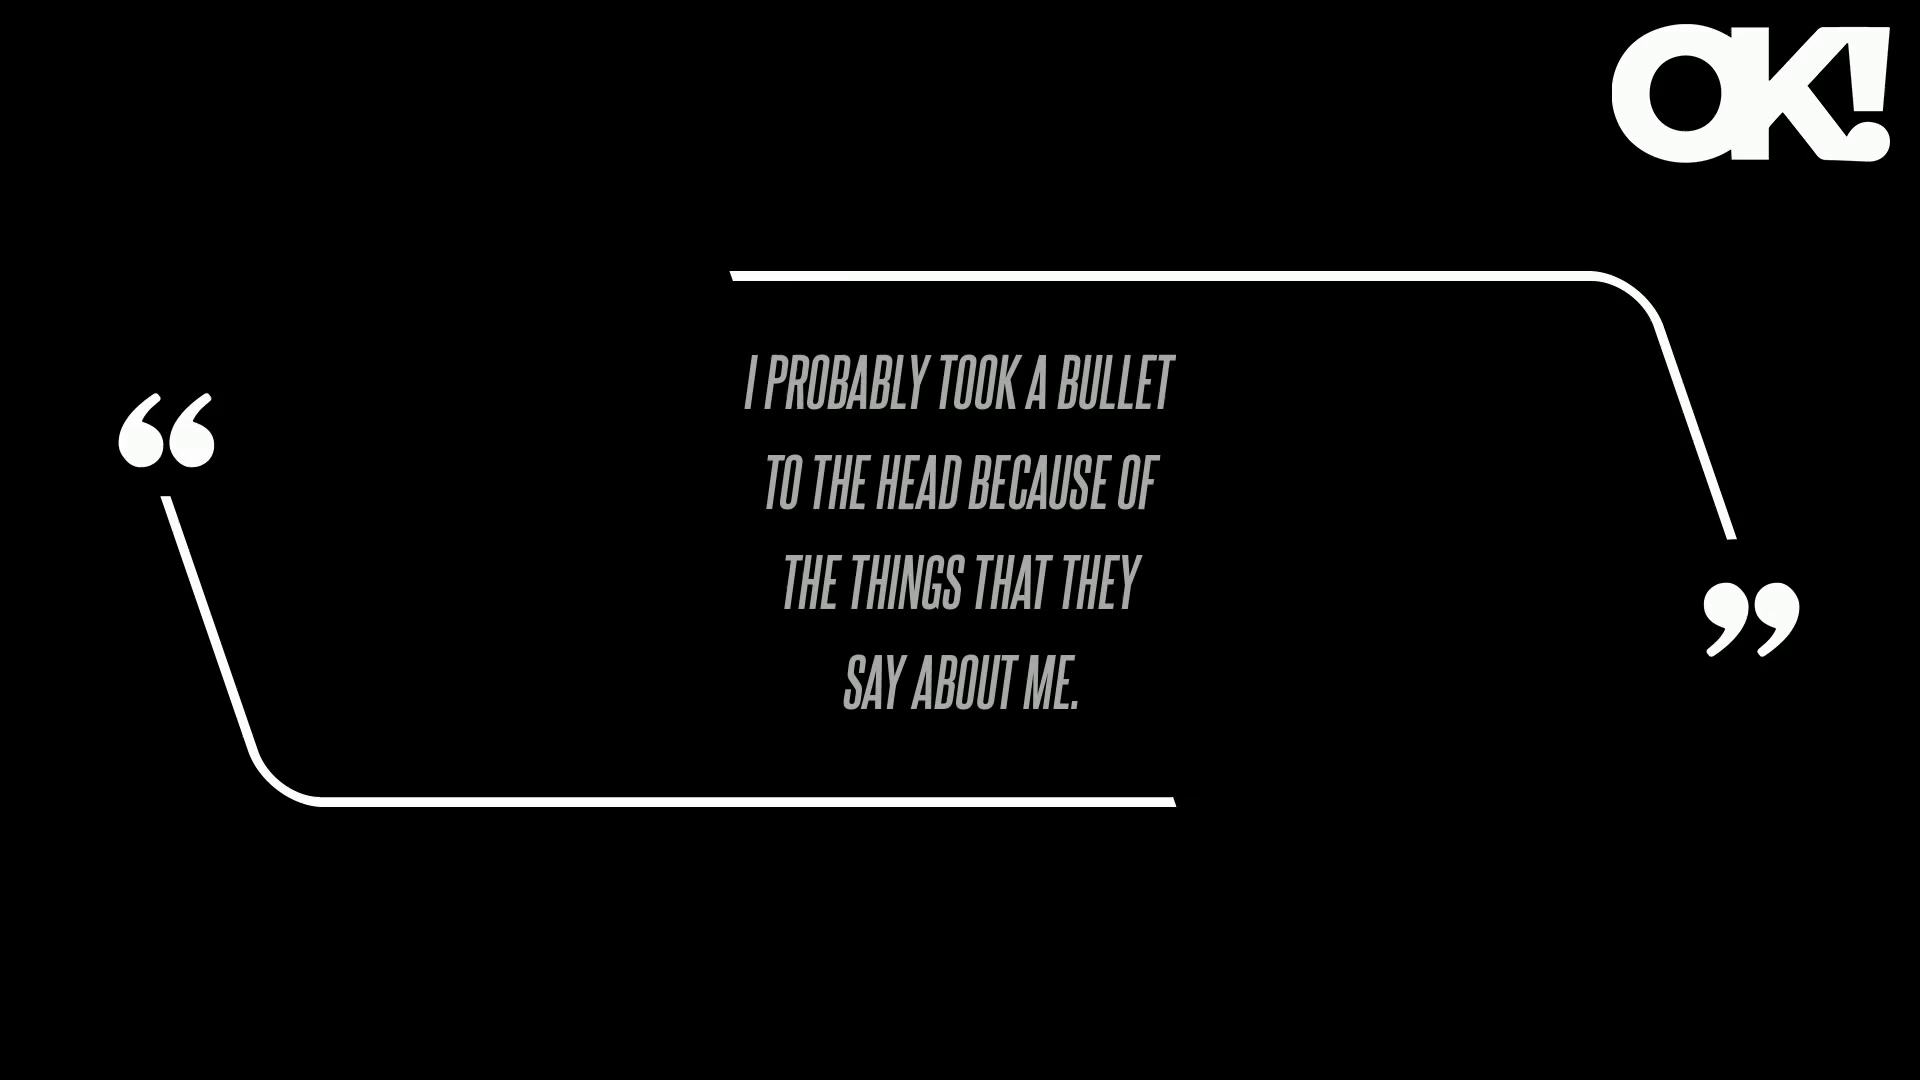 OK!
“
I PROBABLY TOOK A BULLET
TO THE HEAD BECAUSE OF
THE THINGS THAT THEY
SAY ABOUT ME.
”